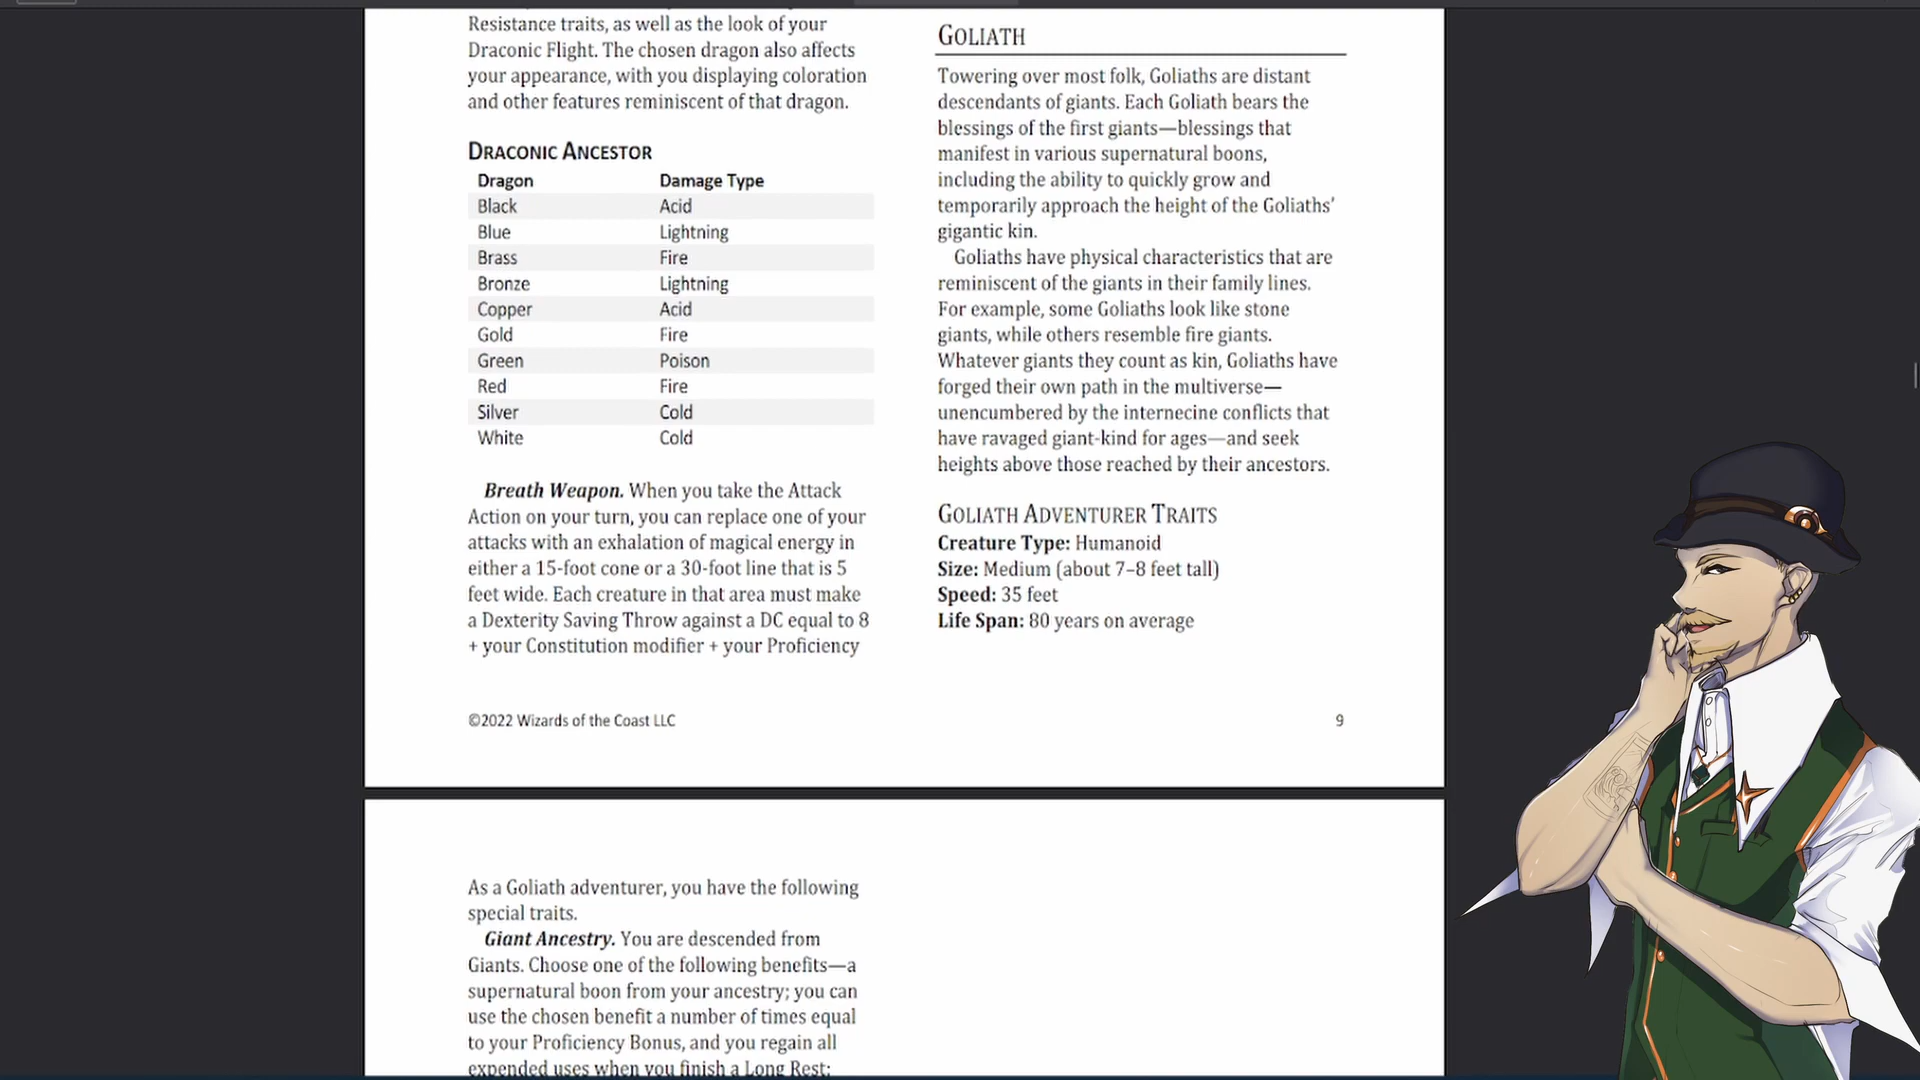 Resistance traits, as well as the look of your
Draconic Flight. The chosen dragon also affects
your appearance, with you displaying coloration
and other features reminiscent of that dragon.
DRACONIC ANCESTOR
Dragon Damage Type
Black Acid
Blue Lightning
Brass Fire
Bronze Lightning
Copper Acid
Gold Fire
Green Poison
Red Fire
Silver Cold
White Cold
Breath Weapon. When you take the Attack
Action on your turn, you can replace one of your
attacks with an exhalation of magical energy in
either a 15-foot cone or a 30-foot line that is 5
feet wide. Each creature in that area must make
a Dexterity Saving Throw against a DC equal to 8
+ your Constitution modifier + your Proficiency
GOLIATH
Towering over most folk, Goliaths are distant
descendants of giants. Each Goliath bears the
blessings of the first giants—blessings that
manifest in various supernatural boons,
including the ability to quickly grow and
temporarily approach the height of the Goliaths’
gigantic kin.
Goliaths have physical characteristics that are
reminiscent of the giants in their family lines.
For example, some Goliaths look like stone
giants, while others resemble fire giants.
Whatever giants they count as kin, Goliaths have
forged their own path in the multiverse—
unencumbered by the internecine conflicts that
have ravaged giant-kind for ages—and seek
heights above those reached by their ancestors.
GOLIATH ADVENTURER TRAITS
Creature Type: Humanoid
Size: Medium (about 7–8 feet tall)
Speed: 35 feet
Life Span: 80 years on average
©2022 Wizards of the Coast LLC 9
As a Goliath adventurer, you have the following
special traits.
Giant Ancestry. You are descended from
Giants. Choose one of the following benefits—a
supernatural boon from your ancestry; you can
use the chosen benefit a number of times equal
to your Proficiency Bonus, and you regain all
expended uses when you finish a Long Rest: